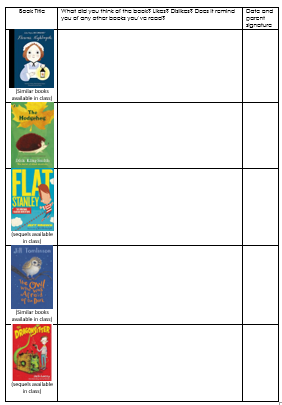 Book Title
What did you think of the book? Likes? Dislikes? Does it remind
you of any other books you've read?
Date and
parent
signature
Florence Nightingale
(Similar books
available in class)
The
Hedgehog
Dick King-Smith
FLAT
STANLEY
(sequels available
in class)
Jill Tomlinson
The Owl
who was
Afraid
of the Dark
(Similar books
available in class)
DRAGONSITTER
(sequels available
in class)